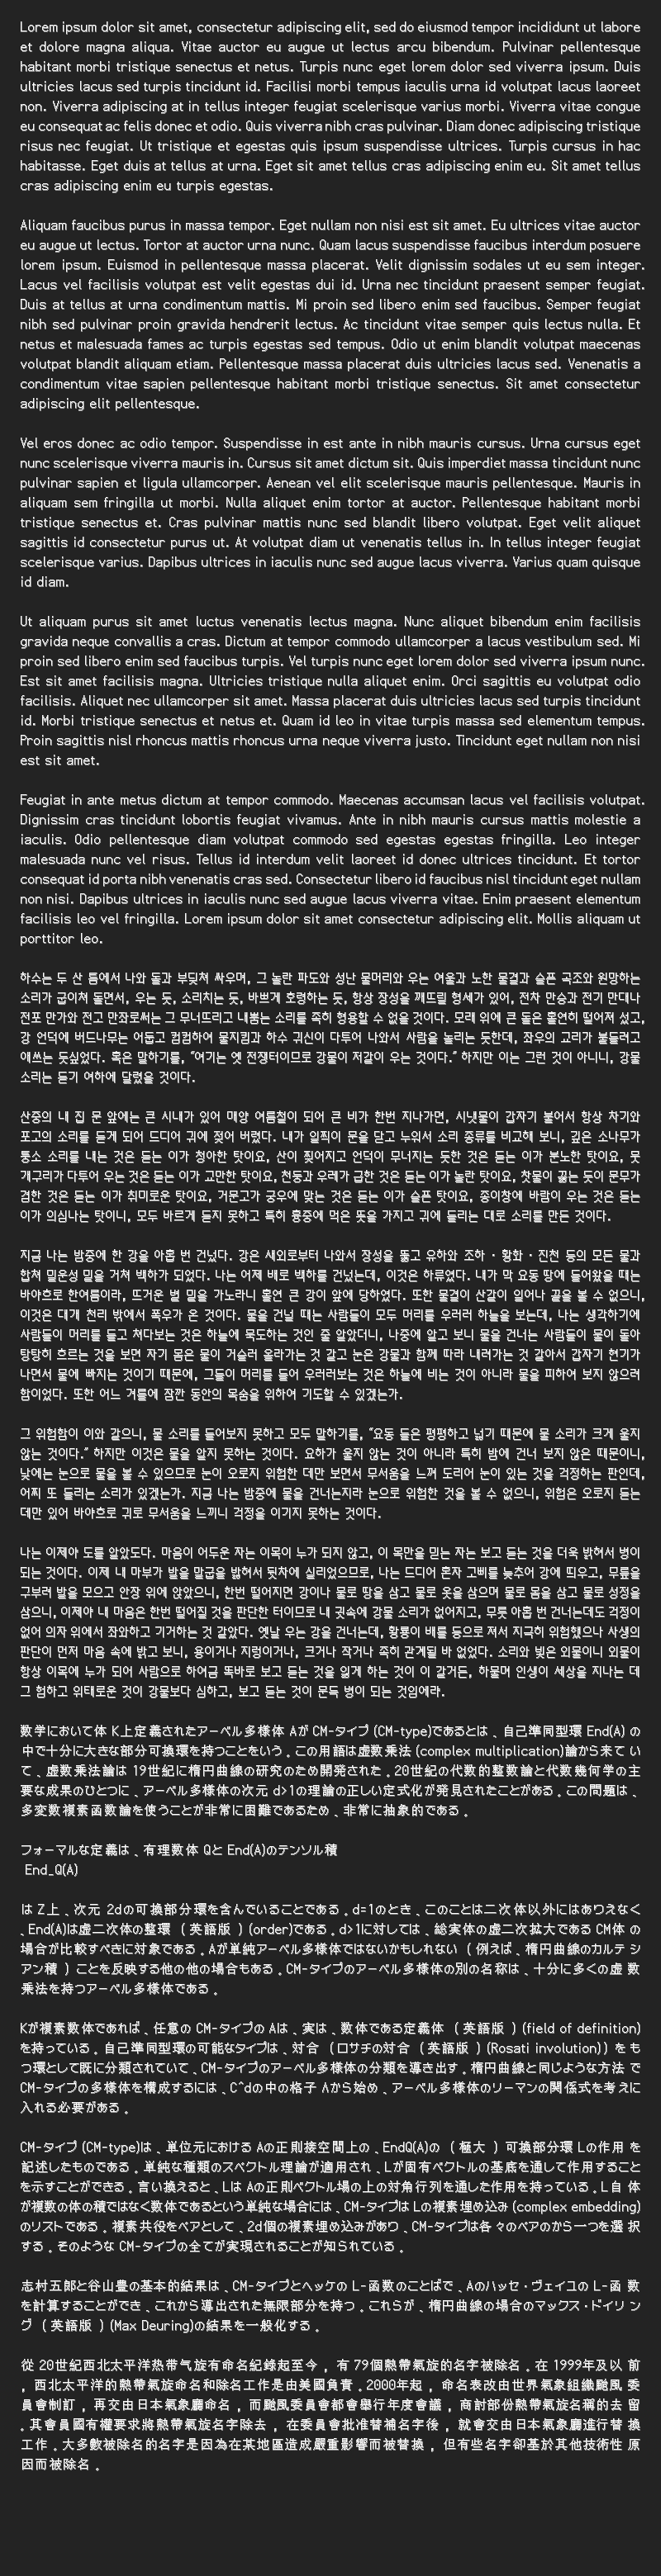 Lorem ipsum dolor sit amet, consectetur adipiscing elit, sed do eiusmod tempor incididunt ut labore
et dolore magna aliqua. Vitae auctor eu augue ut lectus arcu bibendum. Pulvinar pellentesque
habitant morbi tristique senectus et netus. Turpis nunc eget lorem dolor sed viverra ipsum. Duis
ultricies lacus sed turpis tincidunt id. Facilisi morbi tempus iaculis urna id volutpat lacus laoreet
non. Viverra adipiscing at in tellus integer feugiat scelerisque varius morbi. Viverra vitae congue
eu consequat ac felis donec et odio. Quis viverra nibh cras pulvinar. Diam donec adipiscing tristique
risus nec feugiat. Ut tristique et egestas quis ipsum suspendisse ultrices. Turpis cursus in hac
habitasse. Eget duis at tellus at urna. Eget sit amet tellus cras adipiscing enim eu. Sit amet tellus
cras adipiscing enim eu turpis egestas.

Aliquam faucibus purus in massa tempor. Eget nullam non nisi est sit amet. Eu ultrices vitae auctor
eu augue ut lectus. Tortor at auctor urna nunc. Quam lacus suspendisse faucibus interdum posuere
lorem ipsum. Euismod in pellentesque massa placerat. Velit dignissim sodales ut eu sem integer.
Lacus vel facilisis volutpat est velit egestas dui id. Urna nec tincidunt praesent semper feugiat.
Duis at tellus at urna condimentum mattis. Mi proin sed libero enim sed faucibus. Semper feugiat
nibh sed pulvinar proin gravida hendrerit lectus. Ac tincidunt vitae semper quis lectus nulla. Et
netus et malesuada fames ac turpis egestas sed tempus. Odio ut enim blandit volutpat maecenas
volutpat blandit aliquam etiam. Pellentesque massa placerat duis ultricies lacus sed. Venenatis a
condimentum vitae sapien pellentesque habitant morbi tristique senectus. Sit amet consectetur
adipiscing elit pellentesque.

Vel eros donec ac odio tempor. Suspendisse in est ante in nibh mauris cursus. Urna cursus eget
nunc scelerisque viverra mauris in. Cursus sit amet dictum sit. Quis imperdiet massa tincidunt nunc
pulvinar sapien et ligula ullamcorper. Aenean vel elit scelerisque mauris pellentesque. Mauris in
aliquam sem fringilla ut morbi. Nulla aliquet enim tortor at auctor. Pellentesque habitant morbi
tristique senectus et. Cras pulvinar mattis nunc sed blandit libero volutpat. Eget velit aliquet
sagittis id consectetur purus ut. At volutpat diam ut venenatis tellus in. In tellus integer feugiat
scelerisque varius. Dapibus ultrices in iaculis nunc sed augue lacus viverra. Varius quam quisque
id diam.

Ut aliquam purus sit amet luctus venenatis lectus magna. Nunc aliquet bibendum enim facilisis
gravida neque convallis a cras. Dictum at tempor commodo ullamcorper a lacus vestibulum sed. Mi
proin sed libero enim sed faucibus turpis. Vel turpis nunc eget lorem dolor sed viverra ipsum nunc.
Est sit amet facilisis magna. Ultricies tristique nulla aliquet enim. Orci sagittis eu volutpat odio
facilisis. Aliquet nec ullamcorper sit amet. Massa placerat duis ultricies lacus sed turpis tincidunt
id. Morbi tristique senectus et netus et. Quam id leo in vitae turpis massa sed elementum tempus.
Proin sagittis nisl rhoncus mattis rhoncus urna neque viverra justo. Tincidunt eget nullam non nisi
est sit amet.

Feugiat in ante metus dictum at tempor commodo. Maecenas accumsan lacus vel facilisis volutpat.
Dignissim cras tincidunt lobortis feugiat vivamus. Ante in nibh mauris cursus mattis molestie a
iaculis. Odio pellentesque diam volutpat commodo sed egestas egestas fringilla. Leo integer
malesuada nunc vel risus. Tellus id interdum velit laoreet id donec ultrices tincidunt. Et tortor
consequat id porta nibh venenatis cras sed. Consectetur libero id faucibus nisl tincidunt eget nullam
non nisi. Dapibus ultrices in iaculis nunc sed augue lacus viverra vitae. Enim praesent elementum
facilisis leo vel fringilla. Lorem ipsum dolor sit amet consectetur adipiscing elit. Mollis aliquam ut
porttitor leo.

하수는 두 산 틈에서 나와 돌과 부딪쳐 싸우며, 그 놀란 파도와 성난 물머리와 우는 여울과 노한 물결과 슬픈 곡조와 원망하는
소리가 굽이쳐 돌면서, 우는 듯, 소리치는 듯, 바쁘게 호령하는 듯, 항상 장성을 깨뜨릴 형세가 있어, 전차 만승과 전기 만대나
전포 만가와 전고 만좌로써는 그 무너뜨리고 내뿜는 소리를 족히 형용할 수 없을 것이다. 모래 위에 큰 돌은 홀연히 떨어져 섰고,
강 언덕에 버드나무는 어둡고 컴컴하여 물지킴과 하수 귀신이 다투어 나와서 사람을 놀리는 듯한데, 좌우의 교리가 붙들려고
애쓰는 듯싶었다. 혹은 말하기를, "여기는 옛 전쟁터이므로 강물이 저같이 우는 것이다." 하지만 이는 그런 것이 아니니, 강물
소리는 듣기 여하에 달렸을 것이다.

산중의 내 집 문 앞에는 큰 시내가 있어 매양 여름철이 되어 큰 비가 한번 지나가면, 시냇물이 갑자기 불어서 항상 차기와
포고의 소리를 듣게 되어 드디어 귀에 젖어 버렸다. 내가 일찍이 문을 닫고 누워서 소리 종류를 비교해 보니, 깊은 소나무가
퉁소 소리를 내는 것은 듣는 이가 청아한 탓이요, 산이 찢어지고 언덕이 무너지는 듯한 것은 듣는 이가 분노한 탓이요, 뭇
개구리가 다투어 우는 것은 듣는 이가 교만한 탓이요, 천둥과 우레가 급한 것은 듣는 이가 놀란 탓이요, 찻물이 끓는 듯이 문무가
겸한 것은 듣는 이가 취미로운 탓이요, 거문고가 궁우에 맞는 것은 듣는 이가 슬픈 탓이요, 종이창에 바람이 우는 것은 듣는
이가 의심나는 탓이니, 모두 바르게 듣지 못하고 특히 흉중에 먹은 뜻을 가지고 귀에 들리는 대로 소리를 만든 것이다.

지금 나는 밤중에 한 강을 아홉 번 건넜다. 강은 새외로부터 나와서 장성을 뚫고 유하와 조하·황화·진천 등의 모든 물과
합쳐 밀운성 밑을 거쳐 백하가 되었다. 나는 어제 배로 백하를 건넜는데, 이것은 하류였다. 내가 막 요동 땅에 들어왔을 때는
바야흐로 한여름이라, 뜨거운 볕 밑을 가노라니 홀연 큰 강이 앞에 당하였다. 또한 물결이 산같이 일어나 끝을 볼 수 없으니,
이것은 대개 천리 밖에서 폭우가 온 것이다. 물을 건널 때는 사람들이 모두 머리를 우러러 하늘을 보는데, 나는 생각하기에
사람들이 머리를 들고 쳐다보는 것은 하늘에 묵도하는 것인 줄 알았더니, 나중에 알고 보니 물을 건너는 사람들이 물이 돌아
탕탕히 흐르는 것을 보면 자기 몸은 물이 거슬러 올라가는 것 같고 눈은 강물과 함께 따라 내려가는 것 같아서 갑자기 현기가
나면서 물에 빠지는 것이기 때문에, 그들이 머리를 들어 우러러보는 것은 하늘에 비는 것이 아니라 물을 피하여 보지 않으려
함이었다. 또한 어느 겨를에 잠깐 동안의 목숨을 위하여 기도할 수 있겠는가.

그 위험함이 이와 같으니, 물 소리를 들어보지 못하고 모두 말하기를, "요동 들은 평평하고 넓기 때문에 물 소리가 크게 울지
않는 것이다." 하지만 이것은 물을 알지 못하는 것이다. 요하가 울지 않는 것이 아니라 특히 밤에 건너 보지 않은 때문이니,
낮에는 눈으로 물을 볼 수 있으므로 눈이 오로지 위험한 데만 보면서 무서움을 느껴 도리어 눈이 있는 것을 걱정하는 판인데,
어찌 또 들리는 소리가 있겠는가. 지금 나는 밤중에 물을 건너는지라 눈으로 위험한 것을 볼 수 없으니, 위험은 오로지 듣는
데만 있어 바야흐로 귀로 무서움을 느끼니 걱정을 이기지 못하는 것이다.

나는 이제야 도를 알았도다. 마음이 어두운 자는 이목이 누가 되지 않고, 이 목만을 믿는 자는 보고 듣는 것을 더욱 밝혀서 병이
되는 것이다. 이제 내 마부가 발을 말굽을 밟혀서 뒷차에 실리었으므로, 나는 드디어 혼자 고삐를 늦추어 강에 띄우고, 무릎을
구부려 발을 모으고 안장 위에 앉았으니, 한번 떨어지면 강이나 물로 땅을 삼고 물로 옷을 삼으며 물로 몸을 삼고 물로 성정을
삼으니, 이제야 내 마음은 한번 떨어질 것을 판단한 터이므로 내 귓속에 강물 소리가 없어지고, 무릇 아홉 번 건너는데도 걱정이
없어 의자 위에서 좌와하고 기거하는 것 같았다. 옛날 우는 강을 건너는데, 황룡이 배를 등으로 져서 지극히 위험했으나 사생의
판단이 먼저 마음 속에 밝고 보니, 용이거나 지렁이거나, 크거나 작거나 족히 관계될 바 없었다. 소리와 빛은 외물이니 외물이
항상 이목에 누가 되어 사람으로 하여금 똑바로 보고 듣는 것을 잃게 하는 것이 이 같거든, 하물며 인생이 세상을 지나는 데
그 험하고 위태로운 것이 강물보다 심하고, 보고 듣는 것이 문득 병이 되는 것임에랴.

数学において体 K上定義されたアーベル多様体 Aが CM-タイプ (CM-type)であるとは、自己準同型環 End(A) の
中で十分に大きな部分可換環を持つことをいう. この用語は虚数乗法 (complex multiplication)論から来て い
て、虚数乗法論は 19世紀に楕円曲線の研究のため開発された. 20世紀の代数的整数論と代数幾何学の主
要な成果のひとつに、アーベル多様体の次元 d>1の理論の正しい定式化が発見されたことがある. この問題は、
多変数複素函数論を使うことが非常に困難であるため、非常に抽象的である.

フォーマルな定義は、有理数体 Qと End(A)のテンソル積
End_Q(A)

は Z上、次元 2dの可換部分環を含んでいることである. d=1のとき、このことは二次体以外にはありえなく
、End(A)は虚二次体の整環 (英語版) (order)である. d>1に対しては、総実体の虚二次拡大である CM体 の
場合が比較すべきに対象である. Aが単純アーベル多様体ではないかもしれない (例えば、楕円曲線のカルテ シ
アン積) ことを反映する他の他の場合もある. CM-タイプのアーベル多様体の別の名称は、十分に多くの虚 数
乗法を持つアーベル多様体である.

Kが複素数体であれば、任意の CM-タイプの Aは、実は、数体である定義体 (英語版) (field of definition)
を持っている. 自己準同型環の可能なタイプは、対合 (ロサチの対合 (英語版) (Rosati involution)) を も
つ環として既に分類されていて、CM-タイプのアーベル多様体の分類を導き出す. 楕円曲線と同じような方法 で
CM-タイプの多様体を構成するには、C^dの中の格子 Λから始め、アーベル多様体のリーマンの関係式を考えに
入れる必要がある.

CM-タイプ (CM-type)は、単位元における Aの正則接空間上の、EndQ(A)の (極大) 可換部分環 Lの作用 を
記述したものである. 単純な種類のスペクトル理論が適用され、Lが固有ベクトルの基底を通して作用すること
を示すことができる. 言い換えると、Lは Aの正則ベクトル場の上の対角行列を通した作用を持っている. L自 体
が複数の体の積ではなく数体であるという単純な場合には、CM-タイプは Lの複素埋め込み (complex embedding)
のリストである. 複素共役をペアとして、2d個の複素埋め込みがあり、CM-タイプは各々のペアのから一つを選 択
する. そのような CM-タイプの全てが実現されることが知られている.

志村五郎と谷山豊の基本的結果は、CM-タイプとヘッケの L-函数のことばで、Aのハッセ・ヴェイユの L-函 数
を計算することができ、これから導出された無限部分を持つ. これらが、楕円曲線の場合のマックス・ドイリ ン
グ (英語版) (Max Deuring)の結果を一般化する.

從 20世紀西北太平洋热带气旋有命名紀錄起至今, 有 79個熱帶氣旋的名字被除名. 在 1999年及以 前
, 西北太平洋的熱帶氣旋命名和除名工作是由美國負責. 2000年起, 命名表改由世界氣象組織颱風 委
員會制訂, 再交由日本氣象廳命名, 而颱風委員會都會舉行年度會議, 商討部份熱帶氣旋名稱的去 留
. 其會員國有權要求將熱帶氣旋名字除去, 在委員會批准替補名字後, 就會交由日本氣象廳進行替 換
工作. 大多數被除名的名字是因為在某地區造成嚴重影響而被替換, 但有些名字卻基於其他技術性 原
因而被除名.